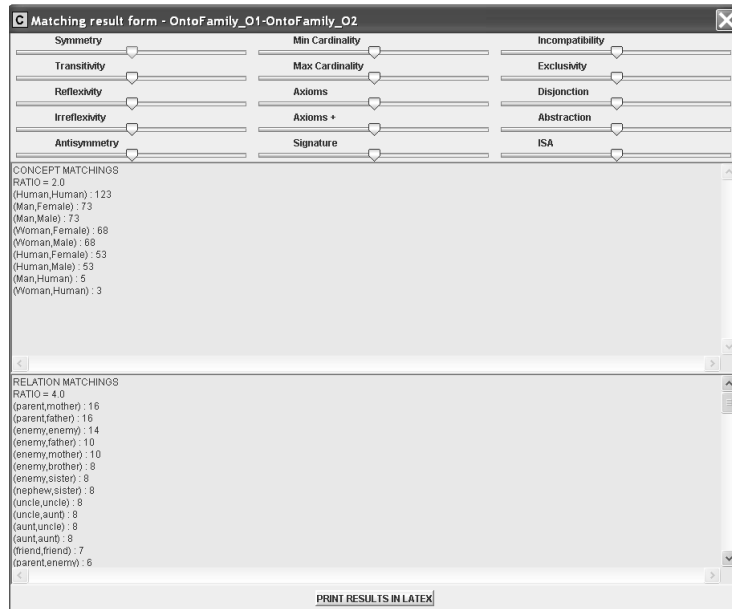 C Matching result form - OntoFamily_O1-OntoFamily_O2
Symmetry Min Cardinality Incompatibility
Transitivity Max Cardinality Exclusivity
Reflexivity Axioms Disjonction
Irreflexivity Axioms + Abstraction
Antisymmetry Signature ISA
CONCEPT MATCHINGS
RATIO = 2.0
(Human,Human) : 123
(Man,Female) : 73
(Man,Male) : 73
(Woman,Female) : 68
(Woman,Male) : 68
(Human,Female) : 53
(Human,Male) : 53
(Man,Human) : 5
(Woman,Human) : 3
RELATION MATCHINGS
RATIO = 4.0
(parent,mother) : 16
(parent,father) : 16
(enemy,enemy) : 14
(enemy,father) : 10
(enemy,mother) : 10
(enemy,brother) : 8
(enemy,sister) : 8
(nephew,sister) : 8
(uncle,uncle) : 8
(uncle,aunt) : 8
(aunt,uncle) : 8
(aunt,aunt) : 8
(friend,friend) : 7
(parent,enemy) : 6
PRINT RESULTS IN LATEX